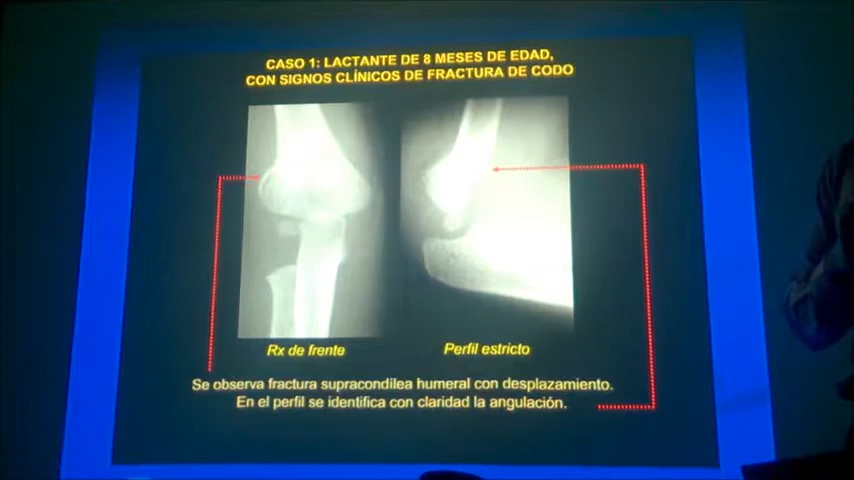 CASO 1: LACTANTE DE 8 MESES DE EDAD,
CON SIGNOS CLÍNICOS DE FRACTURA DE CODO
Rx de frente
Perfil estricto
Se observa fractura supracondilea humeral con desplazamiento.
En el perfil se identifica con claridad la angulación.